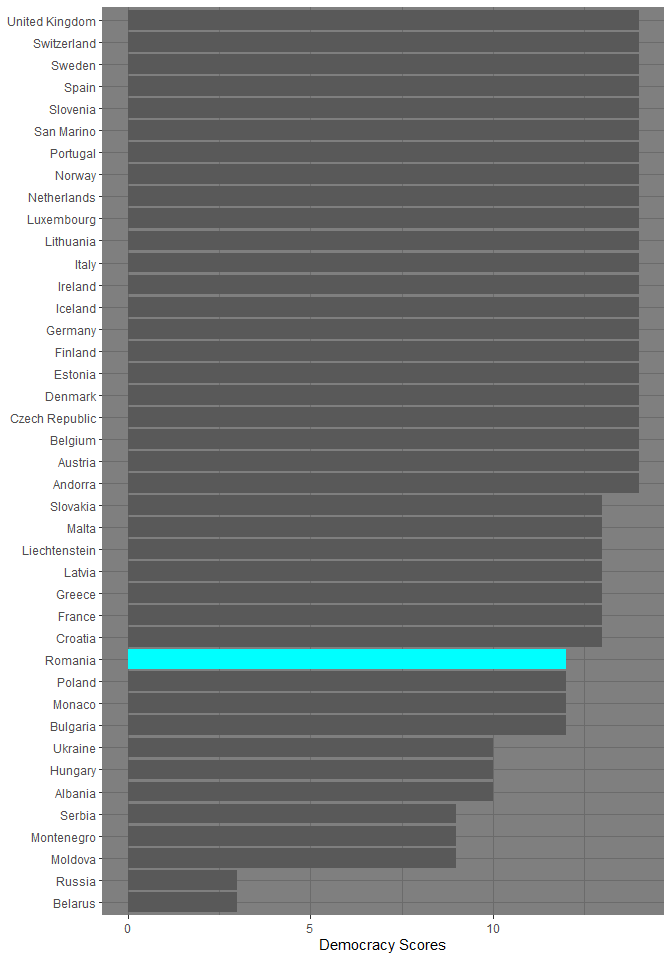 United Kingdom
Switzerland
Sweden
Spain
Slovenia
San Marino
Portugal
Norway
Netherlands
Luxembourg
Lithuania
Italy
Ireland
Iceland
Germany
Finland
Estonia
Denmark
Czech Republic
Belgium
Austria
Andorra
Slovakia
Malta
Liechtenstein
Latvia
Greece
France
Croatia
Romania
Poland
Monaco
Bulgaria
Ukraine
Hungary
Albania
Serbia
Montenegro
Moldova
Russia
Belarus
0 5 10
Democracy Scores